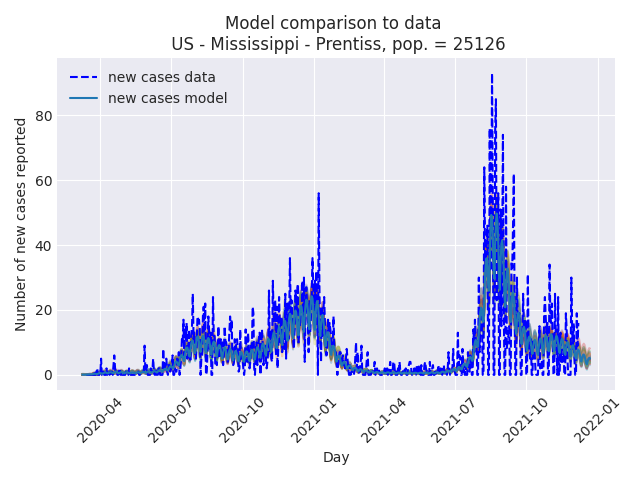 Model comparison to data
US - Mississippi - Prentiss, pop. = 25126
new cases data
new cases model
Number of new cases reported
80
60
40
20
0
2020-04
2020-07
2020-10
2021-01
2021-04
2021-07
2021-10
2022-01
Day